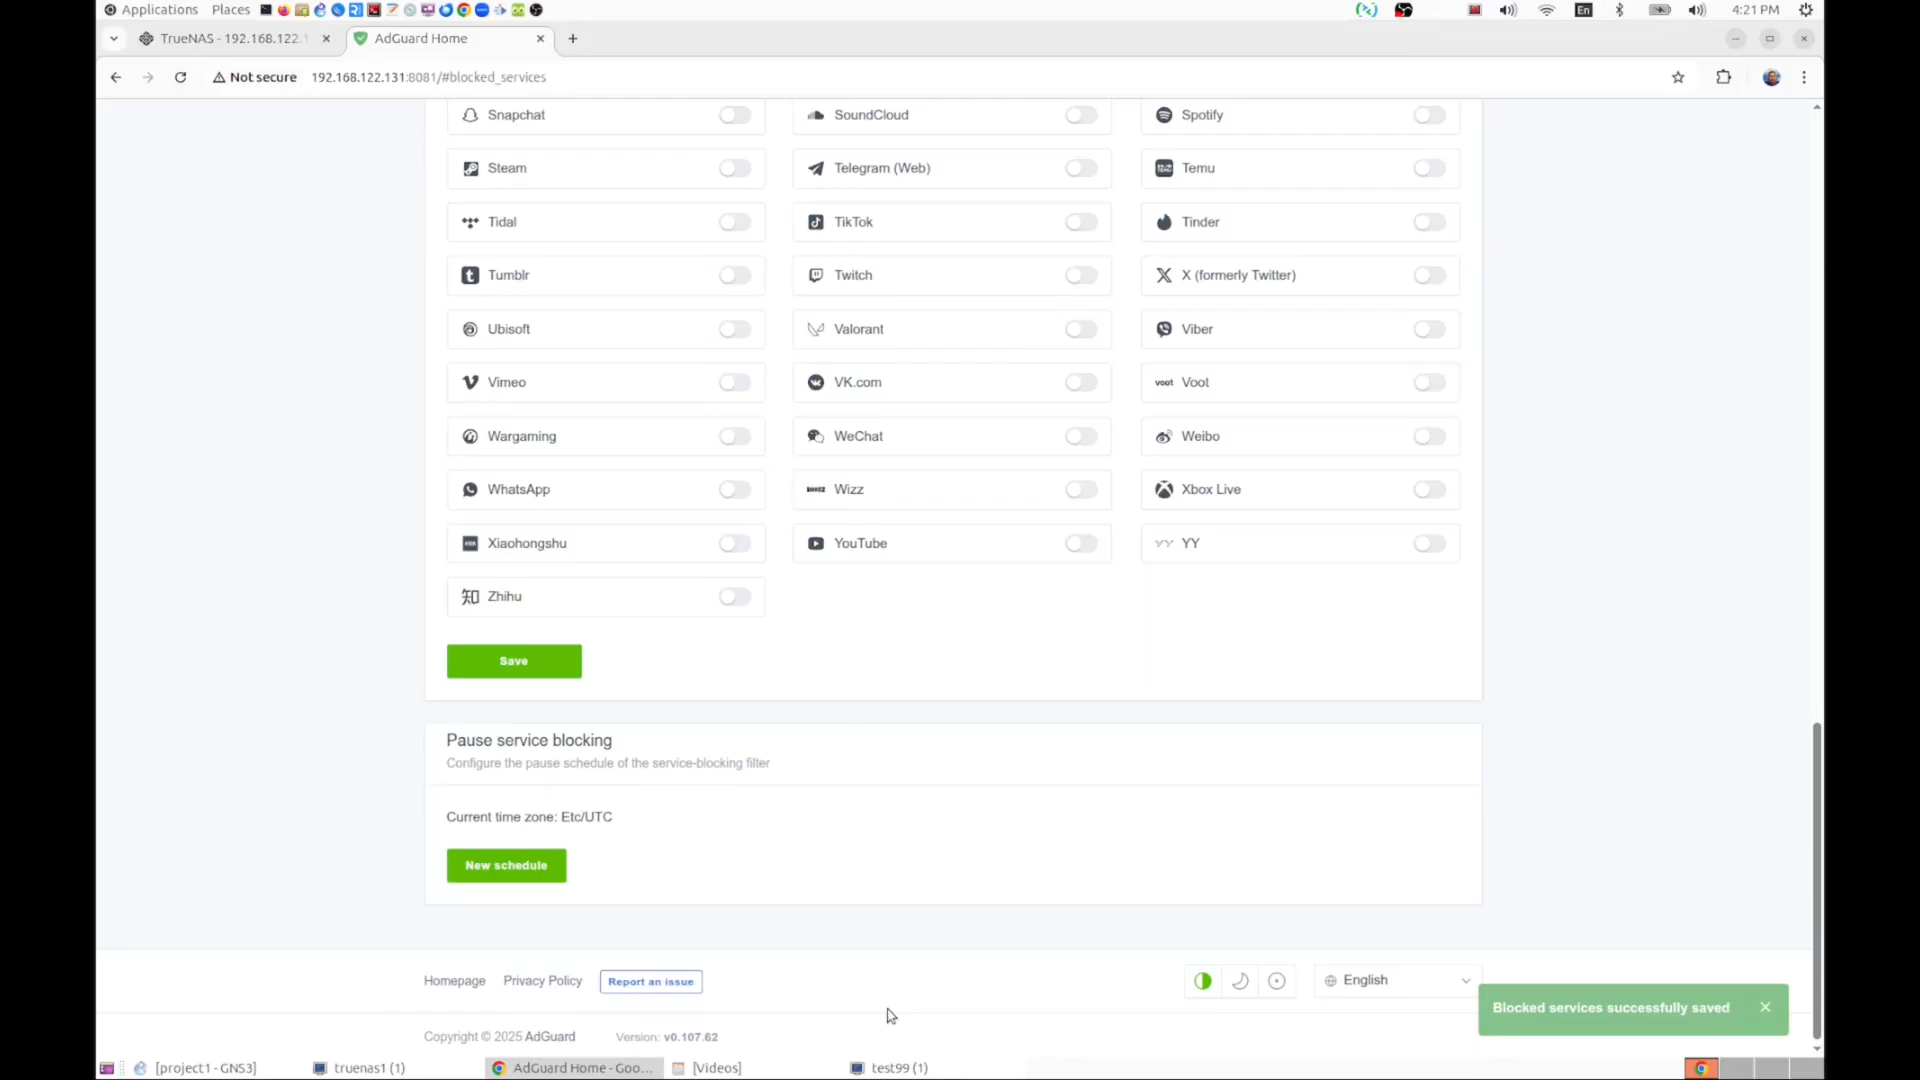 Applications Places En 4:21 PM
TrueNAS - 192.168.122.1 AdGuard Home
Not secure 192.168.122.131:8081/#blocked_services
Snapchat SoundCloud Spotify
Steam Telegram (Web) Temu
Tidal TikTok Tinder
Tumblr Twitch X (formerly Twitter)
Ubisoft Valorant Viber
Vimeo VK.com voot Voot
Wargaming WeChat Weibo
WhatsApp Wizz Xbox Live
Xiaohongshu YouTube YY YY
知 Zhihu
Save
Pause service blocking
Configure the pause schedule of the service-blocking filter
Current time zone: Etc/UTC
New schedule
Homepage Privacy Policy Report an issue English
Blocked services successfully saved
Copyright © 2025 AdGuard Version: v0.107.62
[project1 - GNS3] truenas1 (1) AdGuard Home - Goo... [Videos] test99 (1)